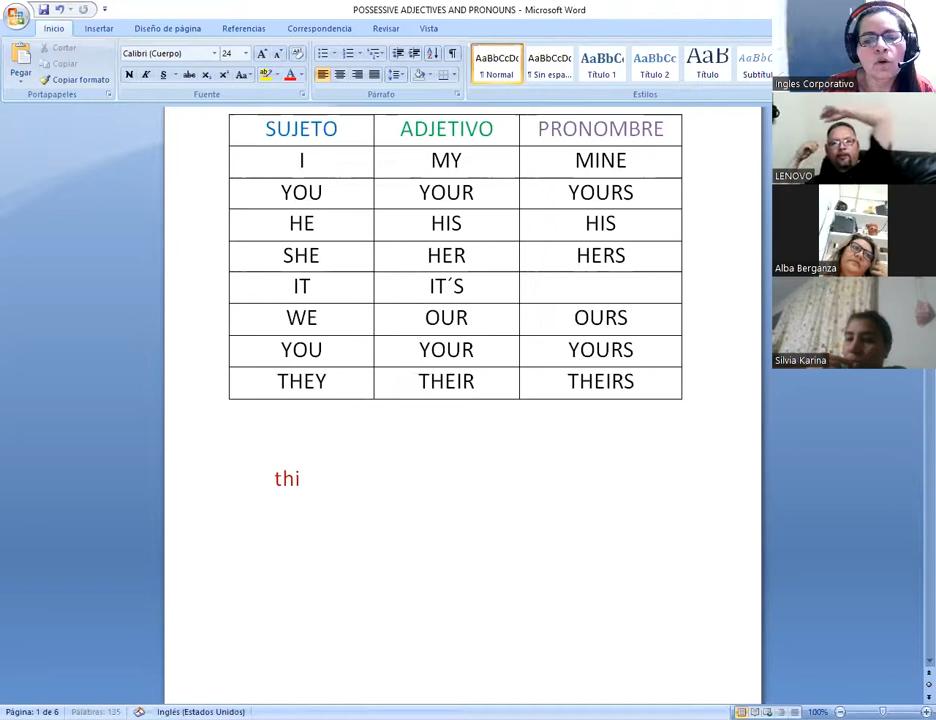 POSSESSIVE ADJECTIVES AND PRONOUNS - Microsoft Word
Inicio Insertar Diseño de página Referencias Correspondencia Revisar Vista
Pegar
Cortar
Copiar
Copiar formato
Portapapeles
Calibri (Cuerpo) 24
Fuente
Párrafo
AaBbCcDc AaBbCcDc AaBbC AaBbCc AaB AaBbC
¶ Normal ¶ Sin espa... Título 1 Título 2 Título Subtítul
Estilos
SUJETO ADJETIVO PRONOMBRE
I MY MINE
YOU YOUR YOURS
HE HIS HIS
SHE HER HERS
IT IT´S
WE OUR OURS
YOU YOUR YOURS
THEY THEIR THEIRS
thi
Ingles Corporativo
LENOVO
Alba Berganza
Silvia Karina
Página: 1 de 6 Palabras: 135 Inglés (Estados Unidos) 100%